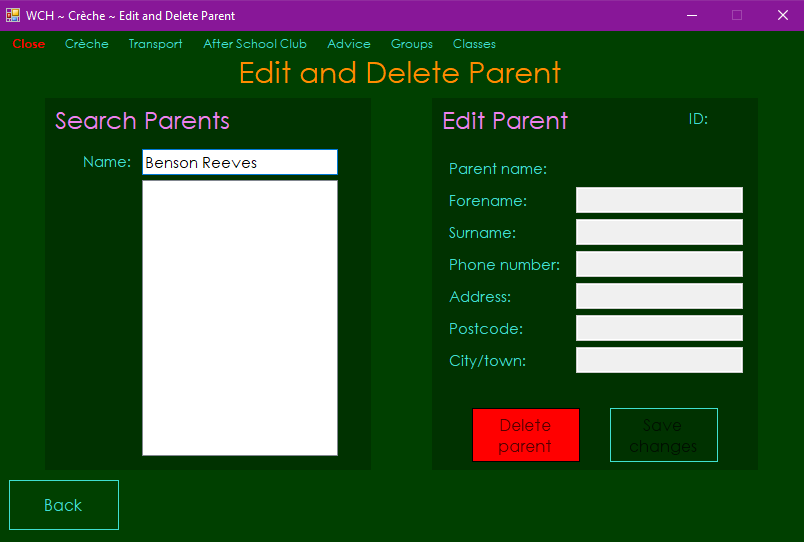 WCH ~ Crèche ~ Edit and Delete Parent
Close Crèche Transport After School Club Advice Groups Classes
Edit and Delete Parent
Search Parents
Name: Benson Reeves
Edit Parent ID:
Parent name:
Forename:
Surname:
Phone number:
Address:
Postcode:
City/town:
Delete
parent
Save
changes
Back